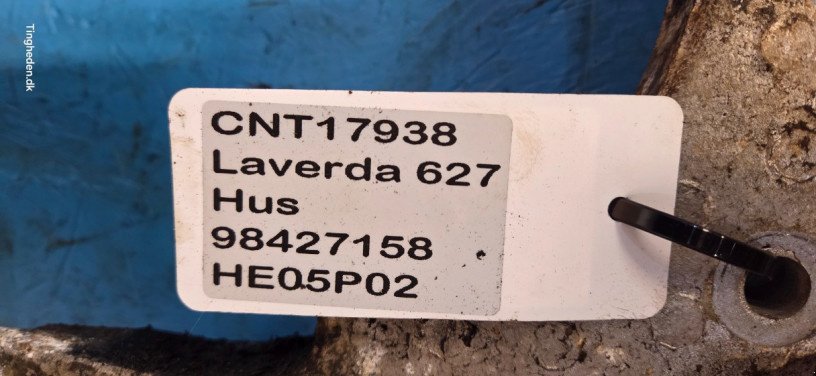 Tingheden.dk
CNT17938
Laverda 627
Hus
98427158
HE05P02